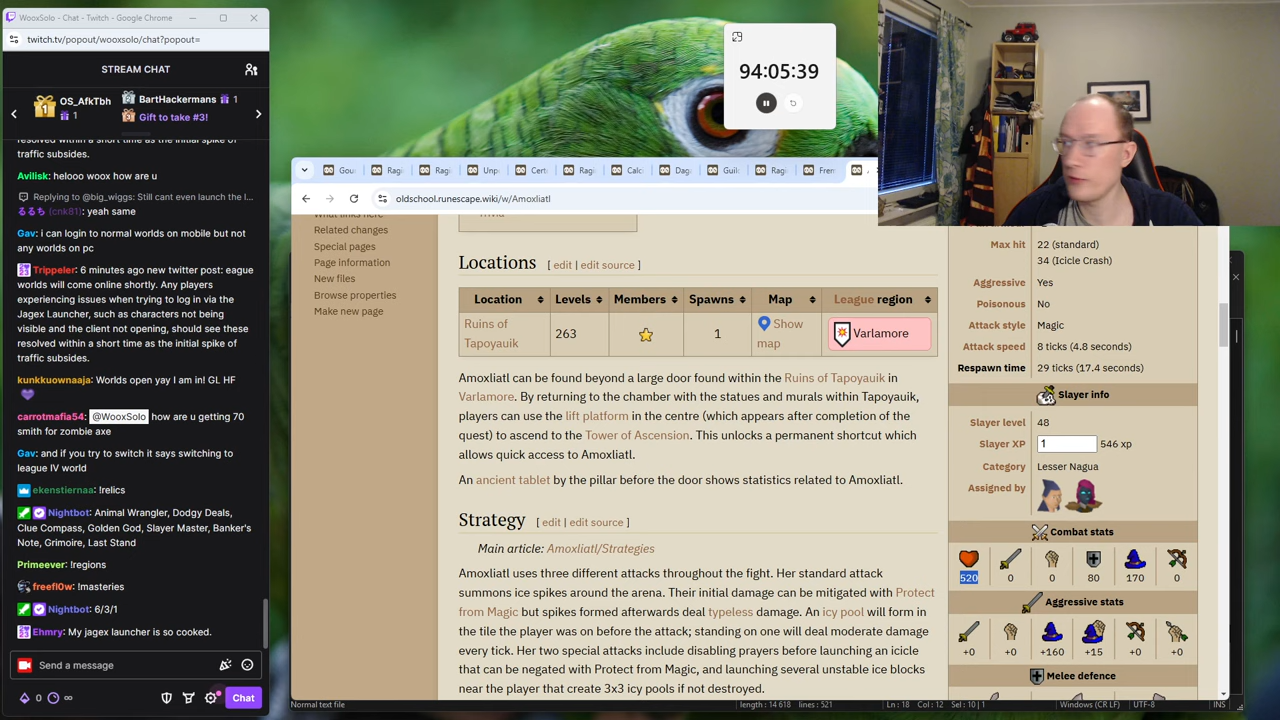 WooxSolo - Chat - Twitch - Google Chrome
twitch.tv/popout/wooxsolo/chat?popout=
STREAM CHAT
OS_AfkTbh
1
BartHackermans 1
Gift to take #3!
resolved within a short time as the initial spike of
traffic subsides.
Avilisk: helooo woox how are u
Replying to @big_wiggs: Still cant even launch the l...
るるち (cnk81): yeah same
Gav: i can login to normal worlds on mobile but not
any worlds on pc
Trippeler: 6 minutes ago new twitter post: eague
worlds will come online shortly. Any players
experiencing issues when trying to log in via the
Jagex Launcher, such as characters not being
visible and the client not opening, should see these
resolved within a short time as the initial spike of
traffic subsides.
kunkkuownaaja: Worlds open yay I am in! GL HF
carrotmafia54: @WooxSolo how are u getting 70
smith for zombie axe
Gav: and if you try to switch it says switching to
league IV world
ekenstiernaa: !relics
Nightbot: Animal Wrangler, Dodgy Deals,
Clue Compass, Golden God, Slayer Master, Banker's
Note, Grimoire, Last Stand
Primeever: !regions
freefl0w: !masteries
Nightbot: 6/3/1
Ehmry: My jagex launcher is so cooked.
Send a message
0
∞
Chat
94:05:39
Gou
Rag
Rag
Unp
Cert
Rag
Calc
Dag
Guil
Rag
Frem
oldschool.runescape.wiki/w/Amoxliatl
What links here
Related changes
Special pages
Page information
New files
Browse properties
Make new page
Trivia
Locations [ edit | edit source ]
Location Levels Members Spawns Map League region
Ruins of
Tapoyauik
263
1
Show
map
Varlamore
Amoxliatl can be found beyond a large door found within the Ruins of Tapoyauik in
Varlamore. By returning to the chamber with the statues and murals within Tapoyauik,
players can use the lift platform in the centre (which appears after completion of the
quest) to ascend to the Tower of Ascension. This unlocks a permanent shortcut which
allows quick access to Amoxliatl.
An ancient tablet by the pillar before the door shows statistics related to Amoxliatl.
Strategy [ edit | edit source ]
Main article: Amoxliatl/Strategies
Amoxliatl uses three different attacks throughout the fight. Her standard attack
summons ice spikes around the arena. Their initial damage can be mitigated with Protect
from Magic but spikes formed afterwards deal typeless damage. An icy pool will form in
the tile the player was on before the attack; standing on one will deal moderate damage
every tick. Her two special attacks include disabling prayers before launching an icicle
that can be negated with Protect from Magic, and launching several unstable ice blocks
near the player that create 3x3 icy pools if not destroyed.
Max hit 22 (standard)
34 (Icicle Crash)
Aggressive Yes
Poisonous No
Attack style Magic
Attack speed 8 ticks (4.8 seconds)
Respawn time 29 ticks (17.4 seconds)
Slayer info
Slayer level 48
Slayer XP 1 546 xp
Category Lesser Nagua
Assigned by
Combat stats
520 0 0 80 170 0
Aggressive stats
+0 +0 +160 +15 +0 +0
Melee defence
Normal text file
length : 14 618 lines : 521
Ln : 18 Col : 12 Sel : 10 | 1
Windows (CR LF)
UTF-8
INS